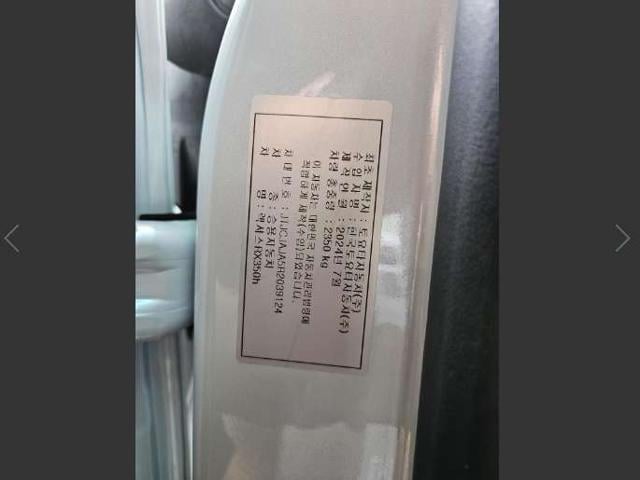 최초 제작사 : 토요타자동차(주)
수 입 자 명 : 한국토요타자동차(주)
제 작 연 월 : 2024년 7월
차량 총중량 : 2350 kg
이 자동차는 대한민국 자동차관리법령에
적합하게 제작(수입)되었습니다.
차 대 번 호 :
차 종 : 승용자동차
차 명 : 렉서스RX350h